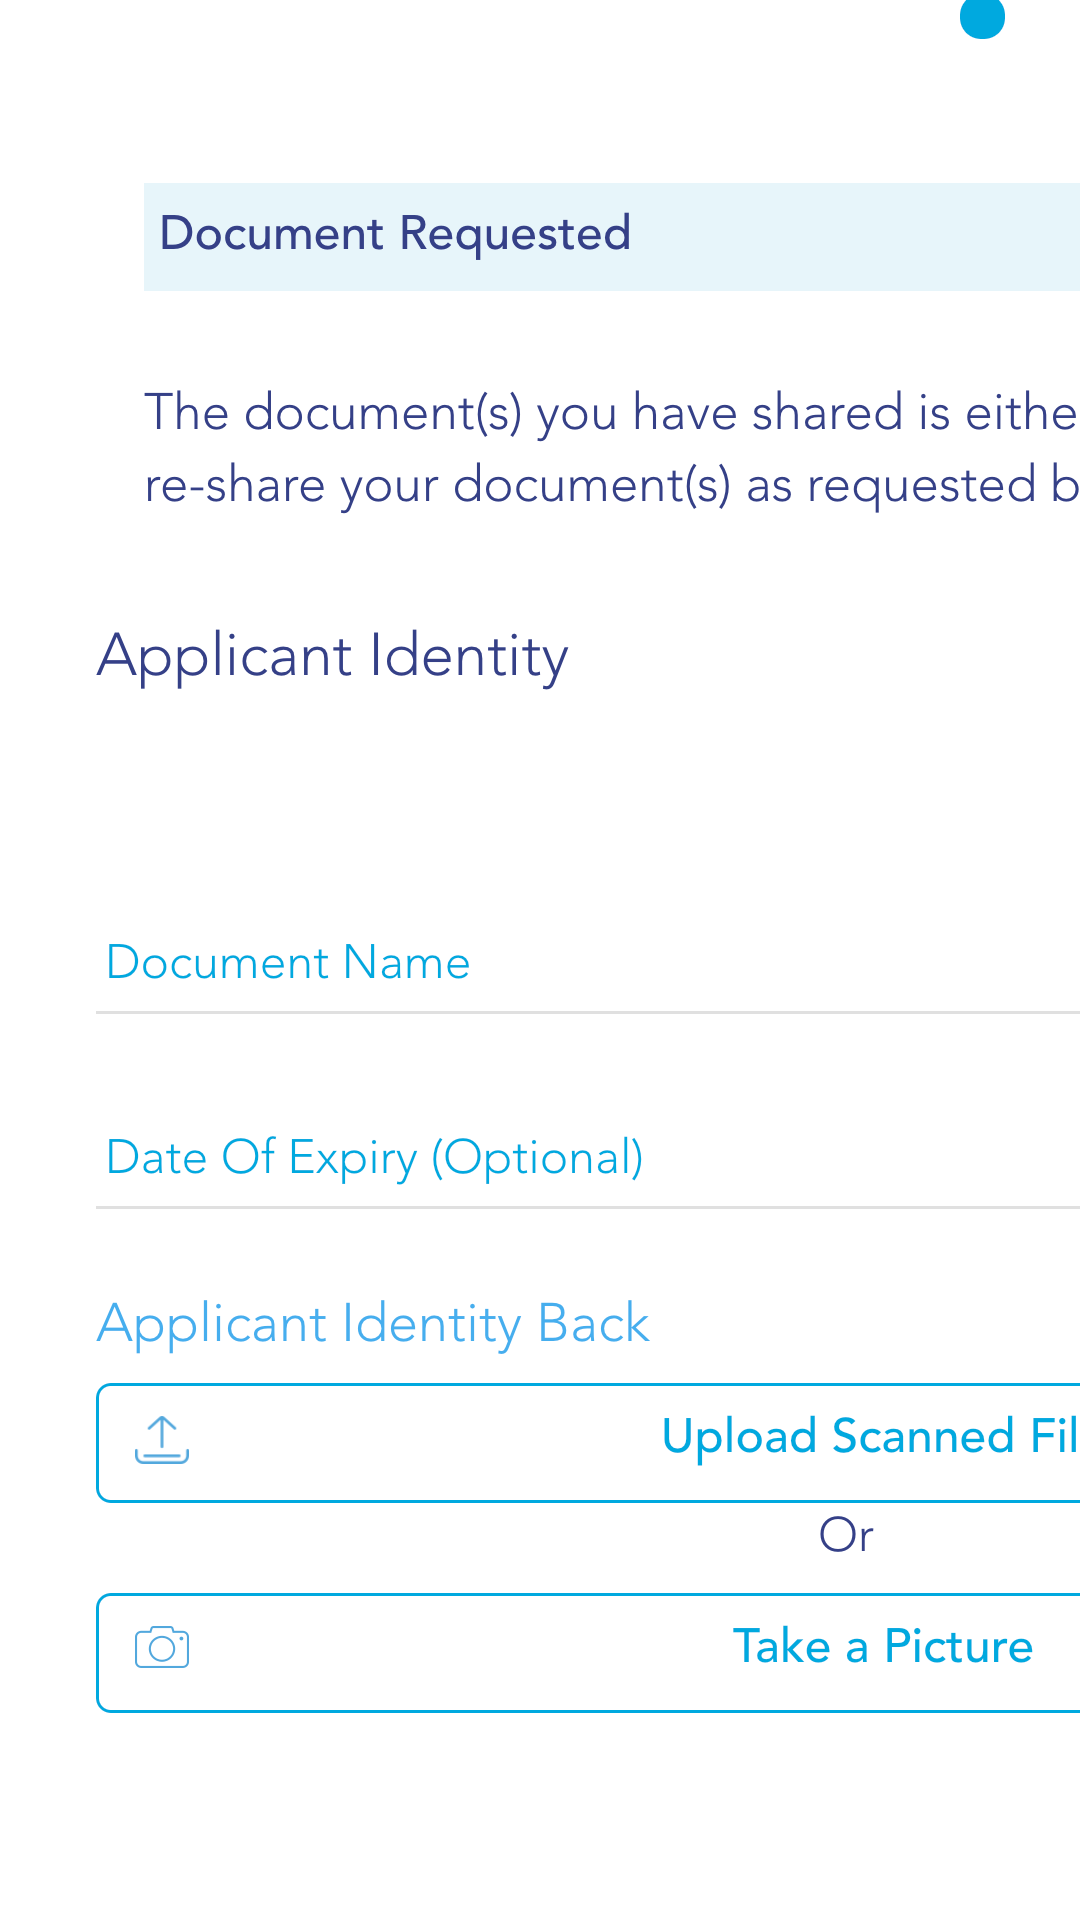 Document Requested
The document(s) you have shared is eithe
re-share your document(s) as requested b
Applicant Identity
Document Name
Date Of Expiry (Optional)
Applicant Identity Back
Upload Scanned Fil
Or
Take a Picture